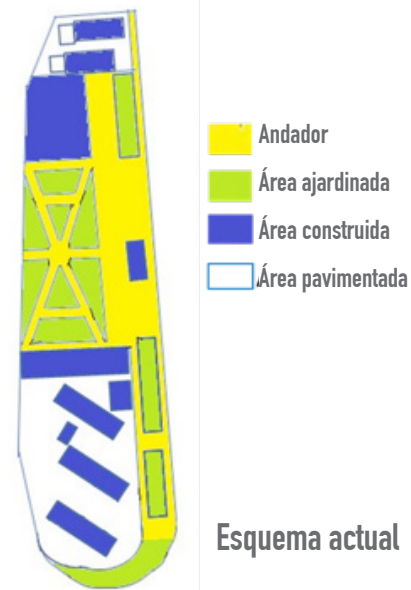 Andador
Área ajardinada
Área construida
Área pavimentada
Esquema actual